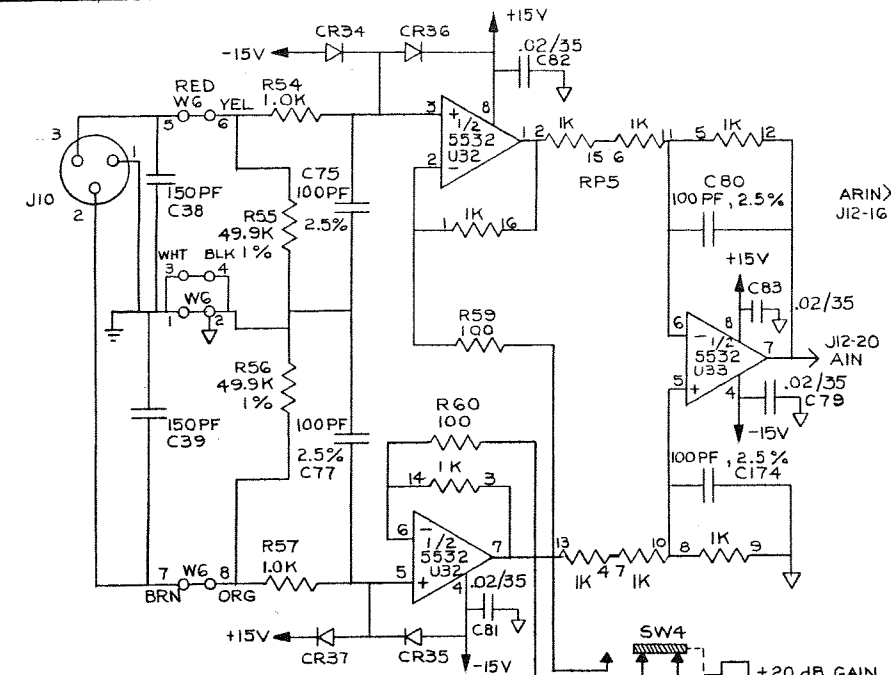 +15V
CR34
CR36
-15V
.02/35
C82
RED
W6
YEL
5
6
R54
1.0K
3
+
8
1/2
5532
U32
2
-
1
2
1K
15
6
1K
11
5
1K
12
RP5
3
1
2
J10
150PF
C38
C75
100PF
2.5%
R55
49.9K
1%
1
1K
16
C80
100PF, 2.5%
ARIN
J12-16
WHT
BLK
3
4
W6
1
2
+15V
C83
.02/35
R59
100
6
-
8
1/2
5532
U33
5
+
7
4
J12-20
AIN
.02/35
C79
-15V
R56
49.9K
1%
150PF
C39
100PF
2.5%
C77
R60
100
14
1K
3
100PF, 2.5%
C174
6
-
1/2
5532
U32
5
+
7
4
13
1K
4
7
1K
10
8
1K
9
R57
1.0K
7
W6
8
BRN
ORG
.02/35
C81
+15V
CR37
CR35
-15V
SW4
+20 dB GAIN